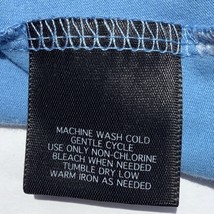 MACHINE WASH COLD
GENTLE CYCLE
USE ONLY NON-CHLORINE
BLEACH WHEN NEEDED
TUMBLE DRY LOW
WARM IRON AS NEEDED